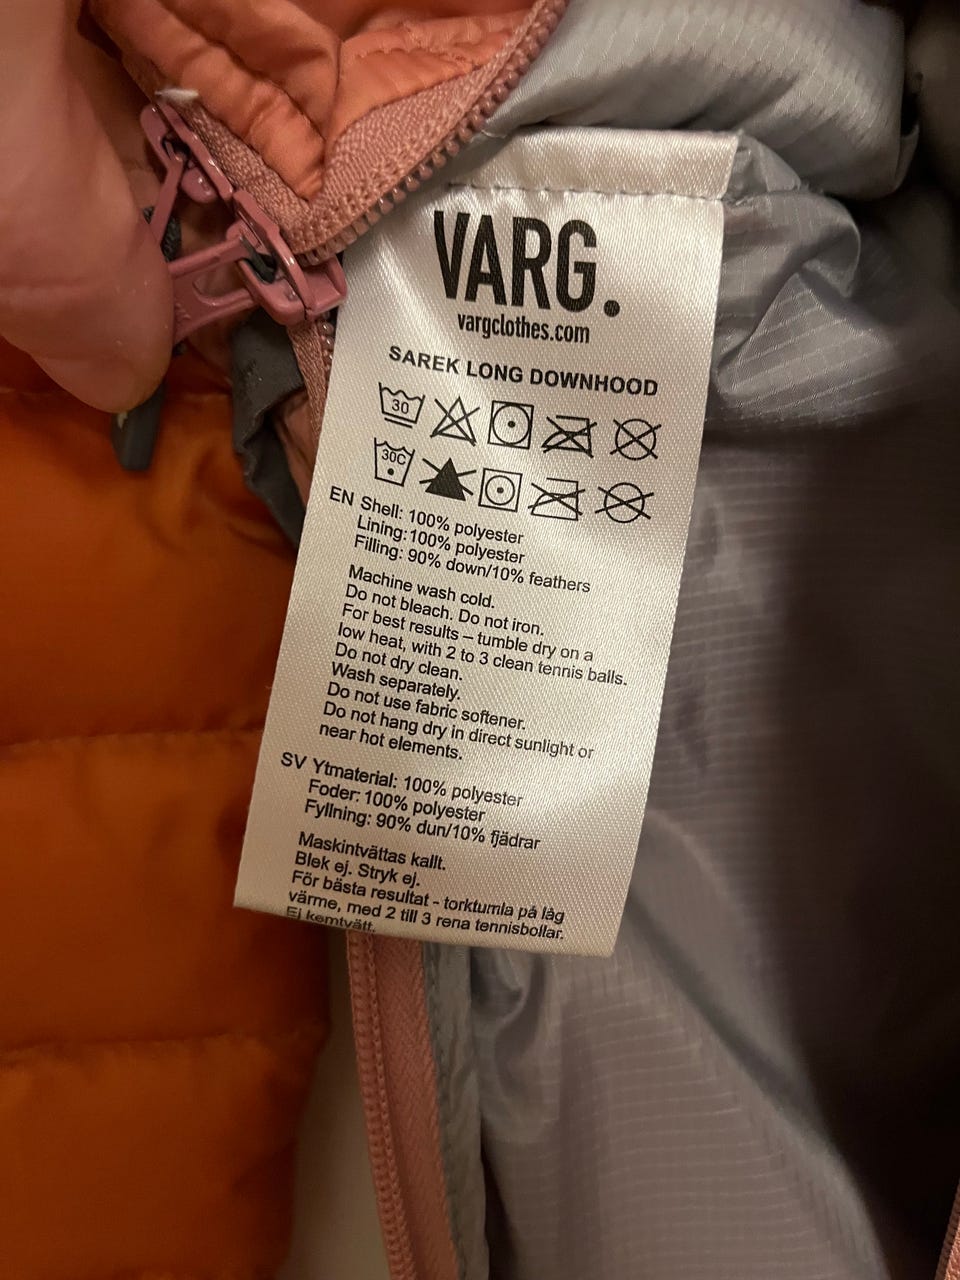 VARG.
vargclothes.com
SAREK LONG DOWNHOOD
30
30C
EN Shell: 100% polyester
Lining:100% polyester
Filling: 90% down/10% feathers
Machine wash cold.
Do not bleach. Do not iron.
For best results – tumble dry on a
low heat, with 2 to 3 clean tennis balls.
Do not dry clean.
Wash separately.
Do not use fabric softener.
Do not hang dry in direct sunlight or
near hot elements.
SV Ytmaterial: 100% polyester
Foder: 100% polyester
Fyllning: 90% dun/10% fjädrar
Maskintvättas kallt.
Blek ej. Stryk ej.
För bästa resultat - torktumla på låg
värme, med 2 till 3 rena tennisbollar.
Ej kemtvätt.